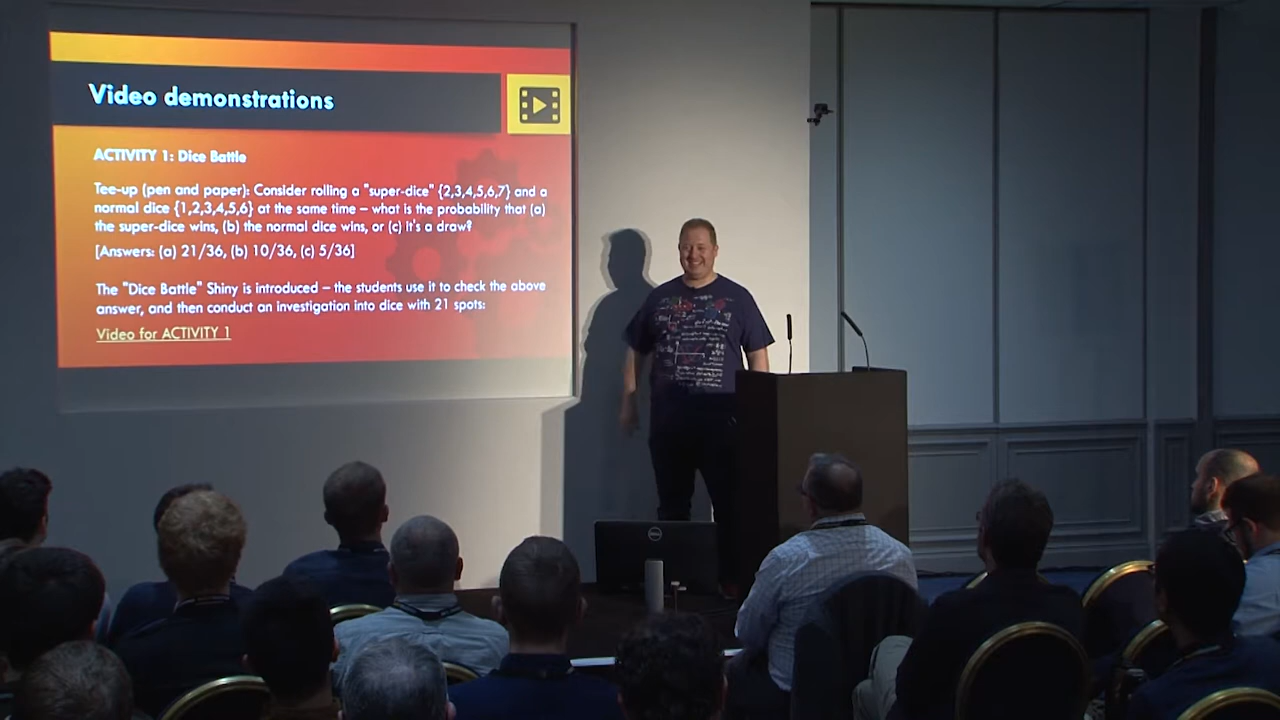 Video demonstrations
ACTIVITY 1: Dice Battle
Tee-up (pen and paper): Consider rolling a "super-dice" {2,3,4,5,6,7} and a
normal dice {1,2,3,4,5,6} at the same time – what is the probability that (a)
the super-dice wins, (b) the normal dice wins, or (c) it's a draw?
[Answers: (a) 21/36, (b) 10/36, (c) 5/36]
The "Dice Battle" Shiny is introduced – the students use it to check the above
answer, and then conduct an investigation into dice with 21 spots:
Video for ACTIVITY 1
DELL